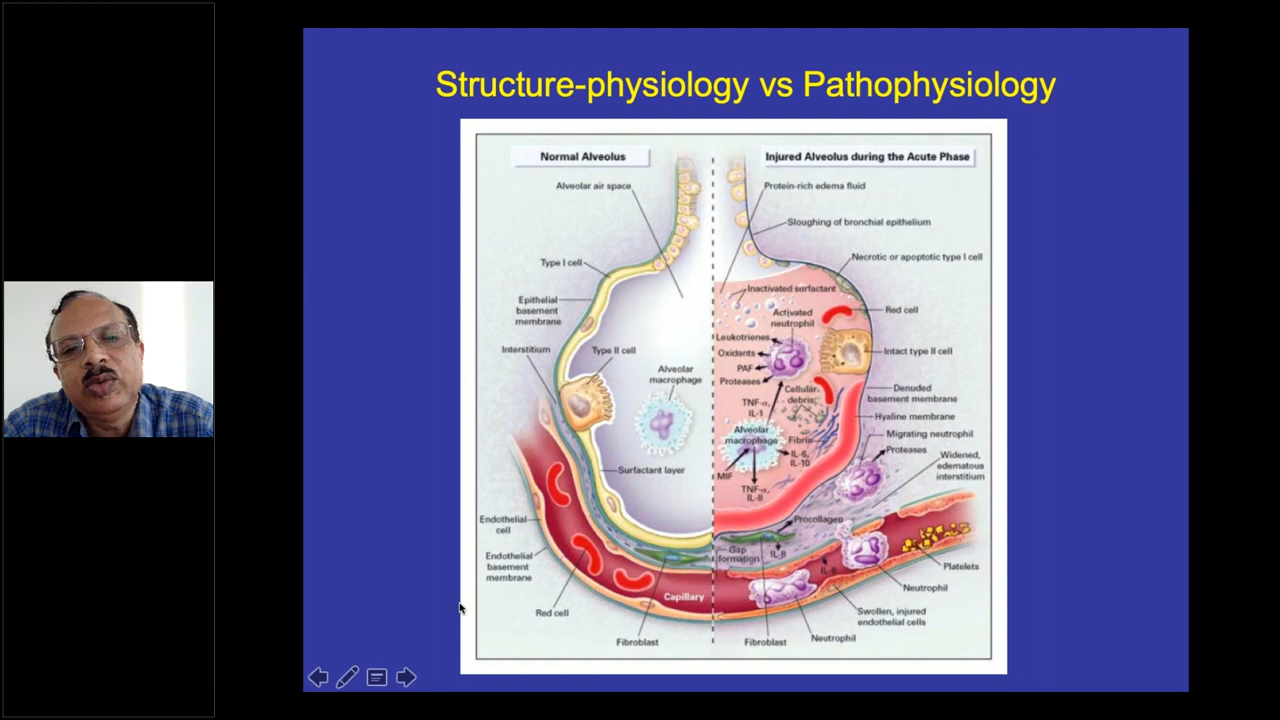 Structure-physiology vs Pathophysiology
Normal Alveolus
Alveolar air space
Type I cell
Epithelial
basement
membrane
Interstitium
Type II cell
Alveolar
macrophage
Surfactant layer
Endothelial
cell
Endothelial
basement
membrane
Red cell
Capillary
Fibroblast
Injured Alveolus during the Acute Phase
Protein-rich edema fluid
Sloughing of bronchial epithelium
Necrotic or apoptotic type I cell
Inactivated surfactant
Red cell
Activated
neutrophil
Leukotrienes
Oxidants
PAF
Proteases
Intact type II cell
Cellular
debris
TNF-α,
IL-1
Denuded
basement membrane
Hyaline membrane
Alveolar
macrophage
Fibrin
Migrating neutrophil
Proteases
IL-6,
IL-10
Widened,
edematous
interstitium
MIF
TNF-α,
IL-8
Procollagen
Gap
formation
IL-8
IL-8
Platelets
Neutrophil
Swollen, injured
endothelial cells
Fibroblast
Neutrophil